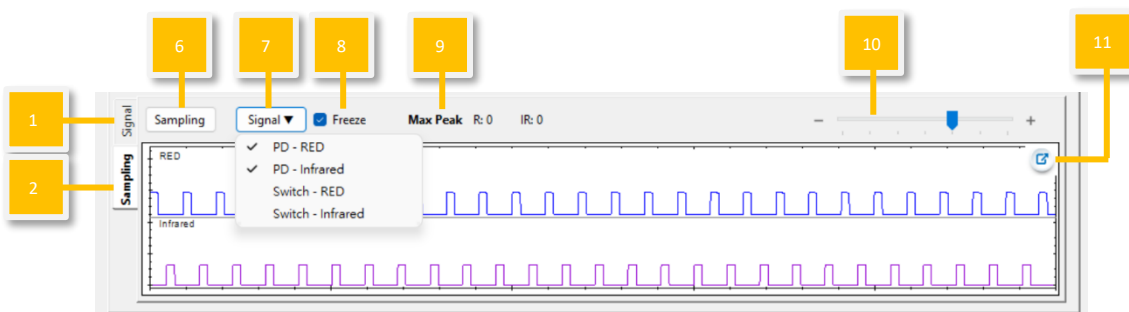 6
7
8
9
10
11
1
2
Signal
Sampling
Sampling
Signal ▼
Freeze
Max Peak R: 0 IR: 0
− +
✓ PD - RED
✓ PD - Infrared
Switch - RED
Switch - Infrared
RED
Infrared